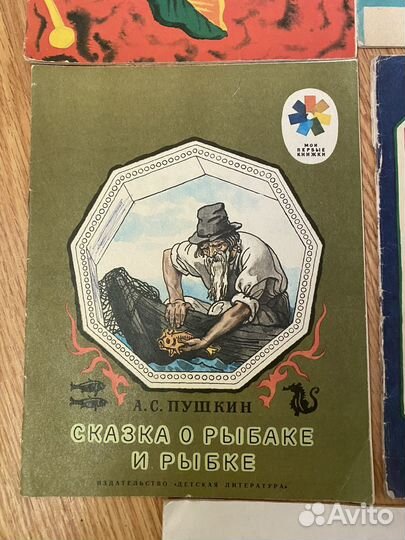 МОИ
ПЕРВЫЕ
КНИЖКИ
А.С. ПУШКИН
СКАЗКА О РЫБАКЕ
И РЫБКЕ
ИЗДАТЕЛЬСТВО «ДЕТСКАЯ ЛИТЕРАТУРА»
Avito